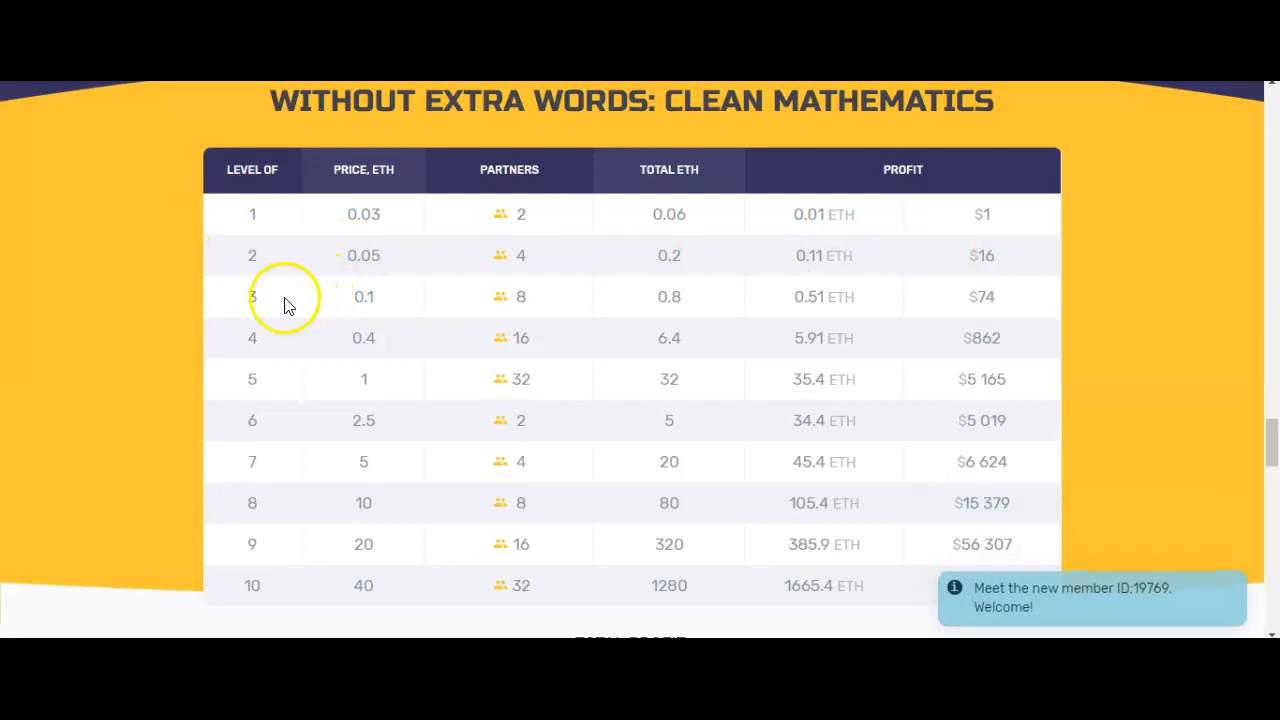 WITHOUT EXTRA WORDS: CLEAN MATHEMATICS
LEVEL OF PRICE, ETH PARTNERS TOTAL ETH PROFIT
1 0.03 2 0.06 0.01 ETH $1
2 0.05 4 0.2 0.11 ETH $16
3 0.1 8 0.8 0.51 ETH $74
4 0.4 16 6.4 5.91 ETH $862
5 1 32 32 35.4 ETH $5 165
6 2.5 2 5 34.4 ETH $5 019
7 5 4 20 45.4 ETH $6 624
8 10 8 80 105.4 ETH $15 379
9 20 16 320 385.9 ETH $56 307
10 40 32 1280 1665.4 ETH
Meet the new member ID:19769.
Welcome!